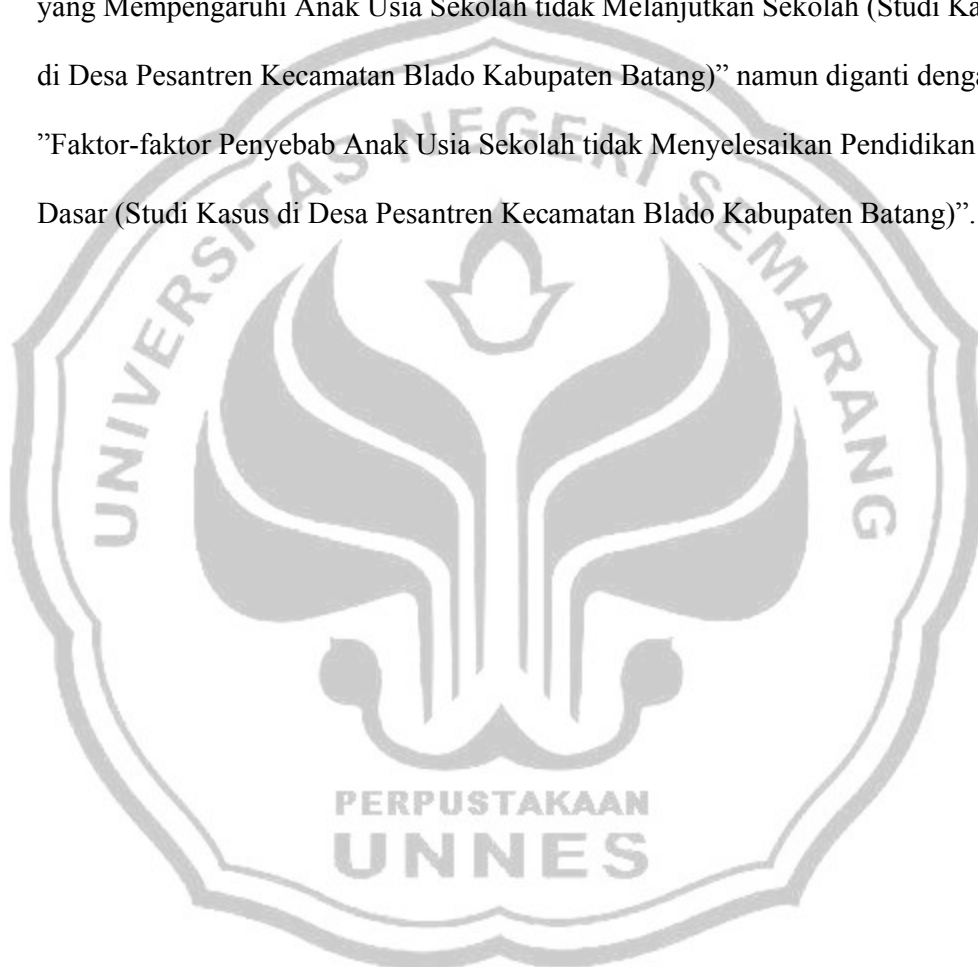 yang Mempengaruhi Anak Usia Sekolah tidak Melanjutkan Sekolah (Studi
di Desa Pesantren Kecamatan Blado Kabupaten Batang)” namun diganti
”Faktor-faktor Penyebab Anak Usia Sekolah tidak Menyelesaikan Pendidikan
Dasar (Studi Kasus di Desa Pesantren Kecamatan Blado Kabupaten Batang)”.
UNIVERSITAS NEGERI SEMARANG
PERPUSTAKAAN
UNNES